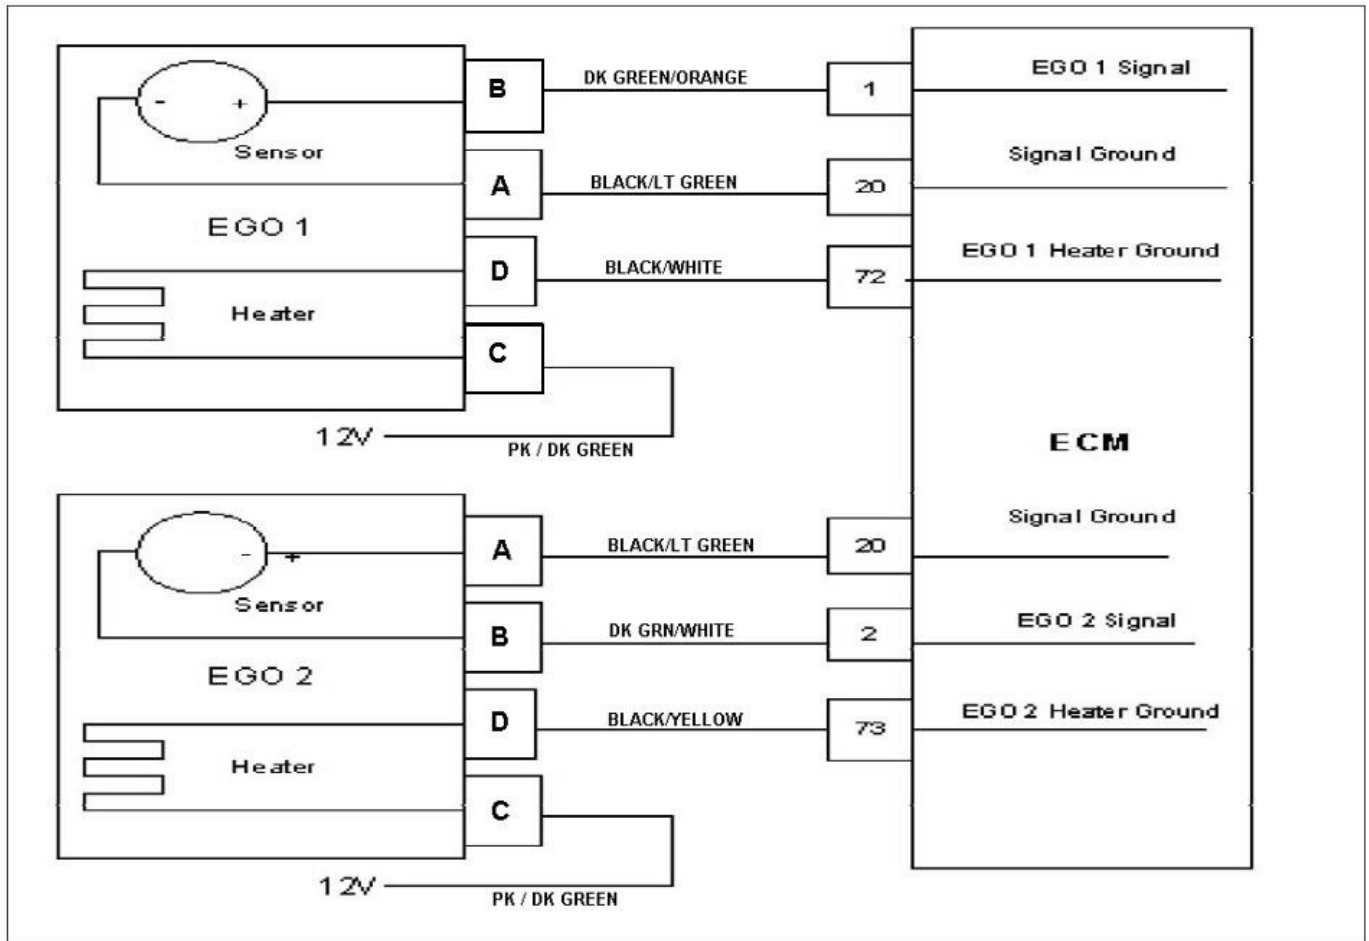 B
DK GREEN/ORANGE
1
EGO 1 Signal
- +
Sensor
A
BLACK/LT GREEN
20
Signal Ground
EGO 1
D
BLACK/WHITE
72
EGO 1 Heater Ground
Heater
C
12V
PK / DK GREEN
ECM
A
BLACK/LT GREEN
20
Signal Ground
- +
Sensor
B
DK GRN/WHITE
2
EGO 2 Signal
EGO 2
D
BLACK/YELLOW
73
EGO 2 Heater Ground
Heater
C
12V
PK / DK GREEN